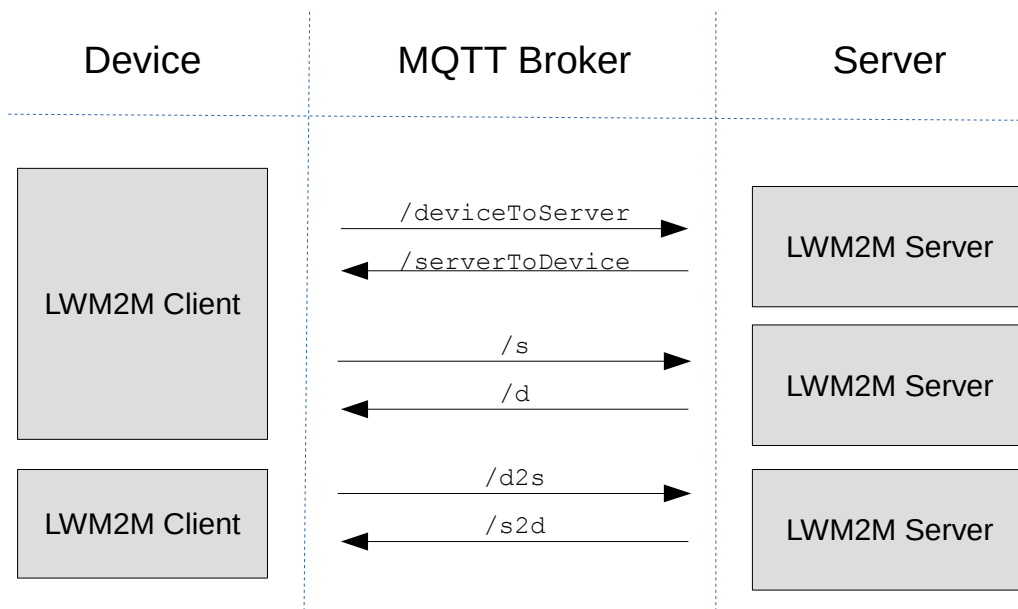 Device
MQTT Broker
Server
LWM2M Client
/deviceToServer
/serverToDevice
LWM2M Server
/s
/d
LWM2M Server
LWM2M Client
/d2s
/s2d
LWM2M Server